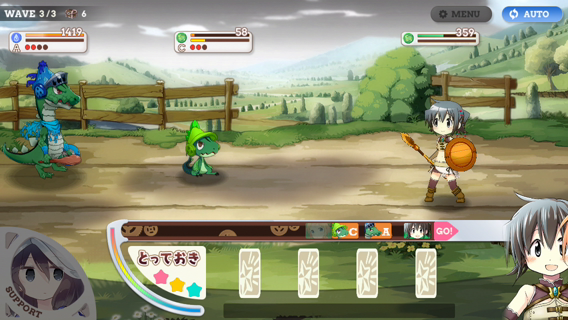 WAVE 3/3 6
MENU
AUTO
1419
A
58
C
359
C
A
GO!
とっておき
SUPPORT